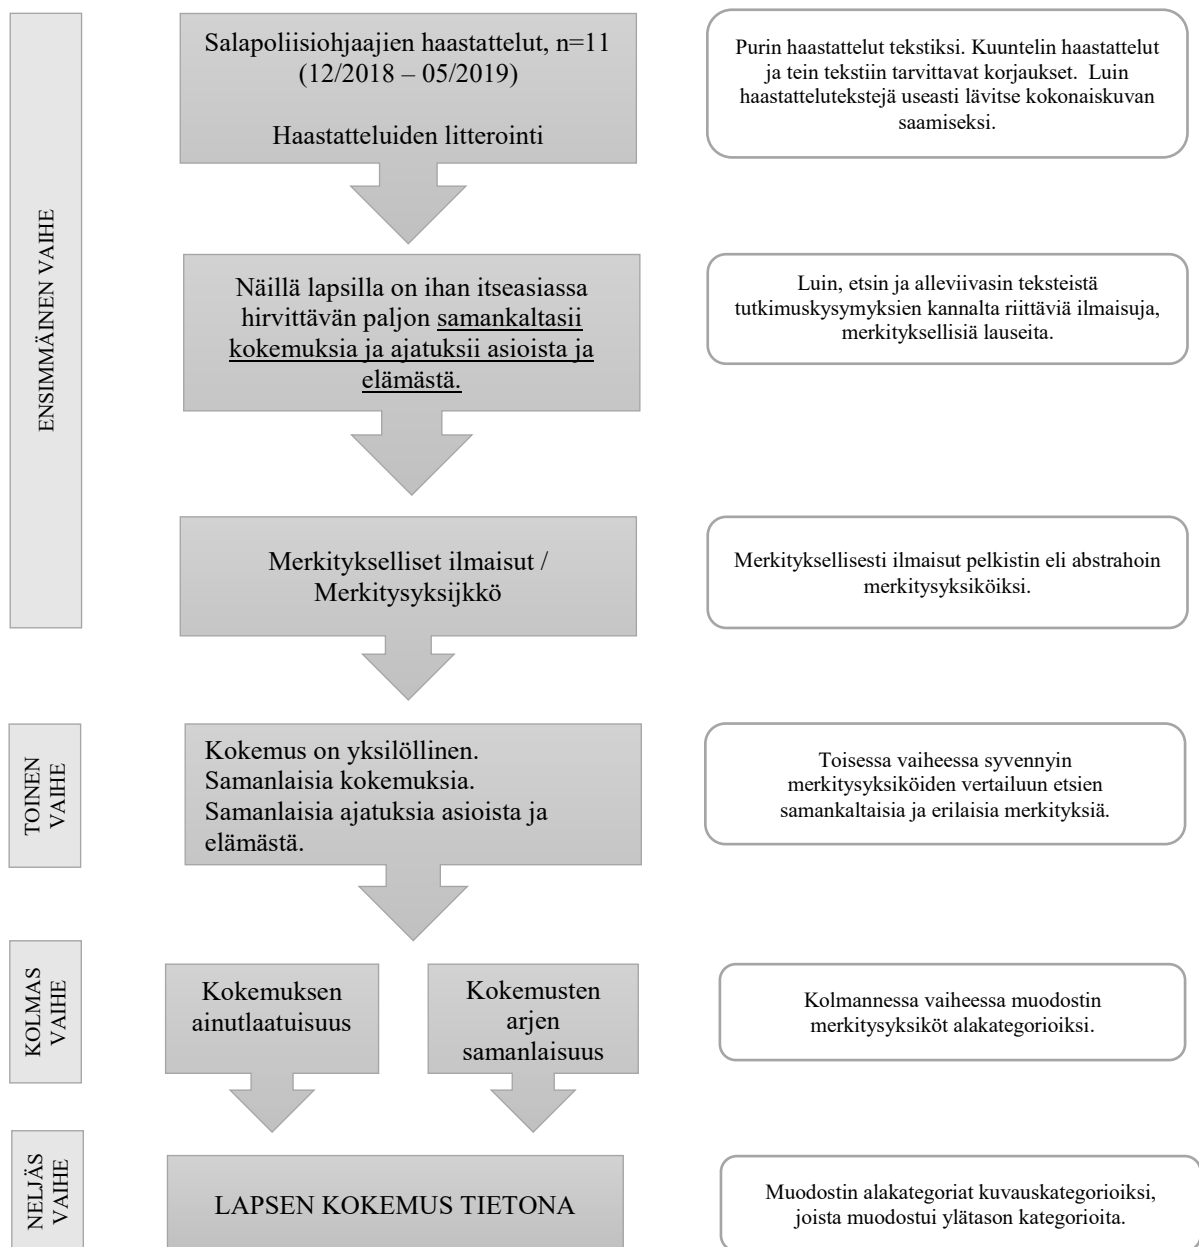 ENSIMMÄINEN VAIHE
Salapoliisiohjaajien haastattelut, n=11
(12/2018 – 05/2019)
Haastatteluiden litterointi
Purin haastattelut tekstiksi. Kuuntelin haastattelut
ja tein tekstiin tarvittavat korjaukset. Luin
haastattelutekstejä useasti lävitse kokonaiskuvan
saamiseksi.
Näillä lapsilla on ihan itseasiassa
hirvittävän paljon samankaltasii
kokemuksia ja ajatuksii asioista ja
elämästä.
Luin, etsin ja alleviivasin teksteistä
tutkimuskysymyksien kannalta riittäviä ilmaisuja,
merkityksellisiä lauseita.
Merkitykselliset ilmaisut /
Merkitysyksijkkö
Merkityksellisesti ilmaisut pelkistin eli abstrahoin
merkitysyksiköiksi.
TOINEN
VAIHE
Kokemus on yksilöllinen.
Samanlaisia kokemuksia.
Samanlaisia ajatuksia asioista ja
elämästä.
Toisessa vaiheessa syvennyin
merkitysyksiköiden vertailuun etsien
samankaltaisia ja erilaisia merkityksiä.
KOLMAS
VAIHE
Kokemuksen
ainutlaatuisuus
Kokemusten
arjen
samanlaisuus
Kolmannessa vaiheessa muodostin
merkitysyksiköt alakategorioiksi.
NELJÄS
VAIHE
LAPSEN KOKEMUS TIETONA
Muodostin alakategoriat kuvauskategorioiksi,
joista muodostui ylätason kategorioita.